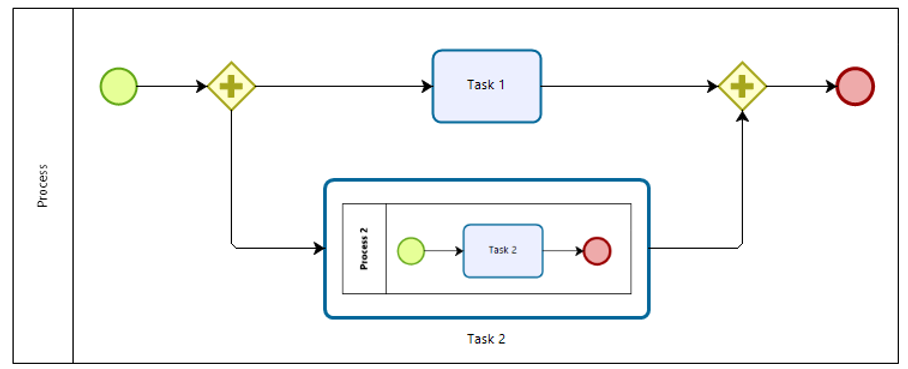 Process
Task 1
Process 2
Task 2
Task 2